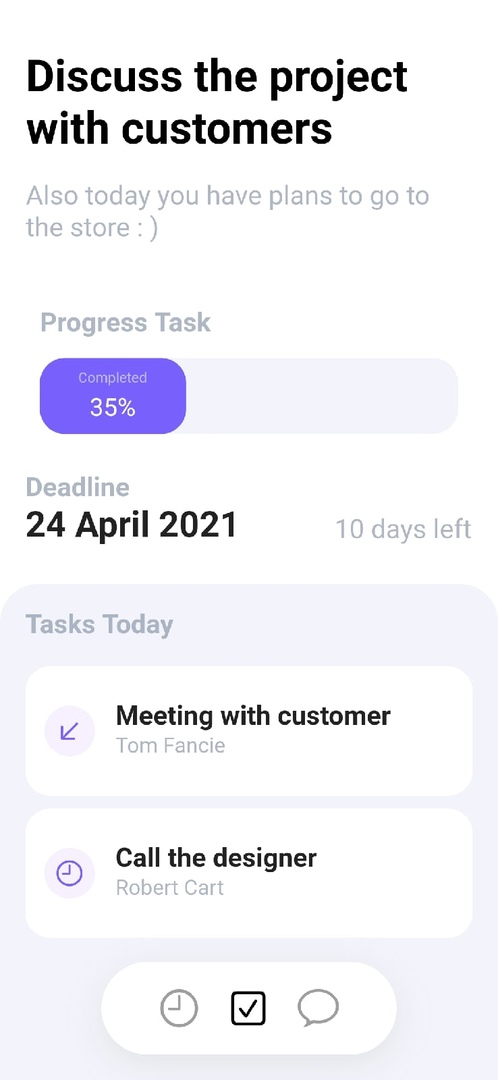 Discuss the project
with customers
Also today you have plans to go to
the store : )
Progress Task
Completed
35%
Deadline
24 April 2021
10 days left
Tasks Today
Meeting with customer
Tom Fancie
Call the designer
Robert Cart